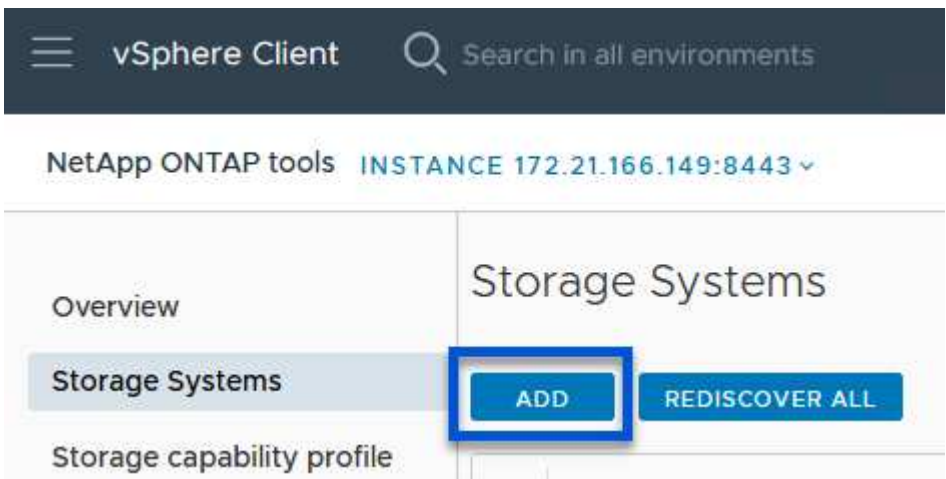 vSphere Client Search in all environments
NetApp ONTAP tools INSTANCE 172.21.166.149:8443
Storage Systems
Overview
Storage Systems
ADD REDISCOVER ALL
Storage capability profile